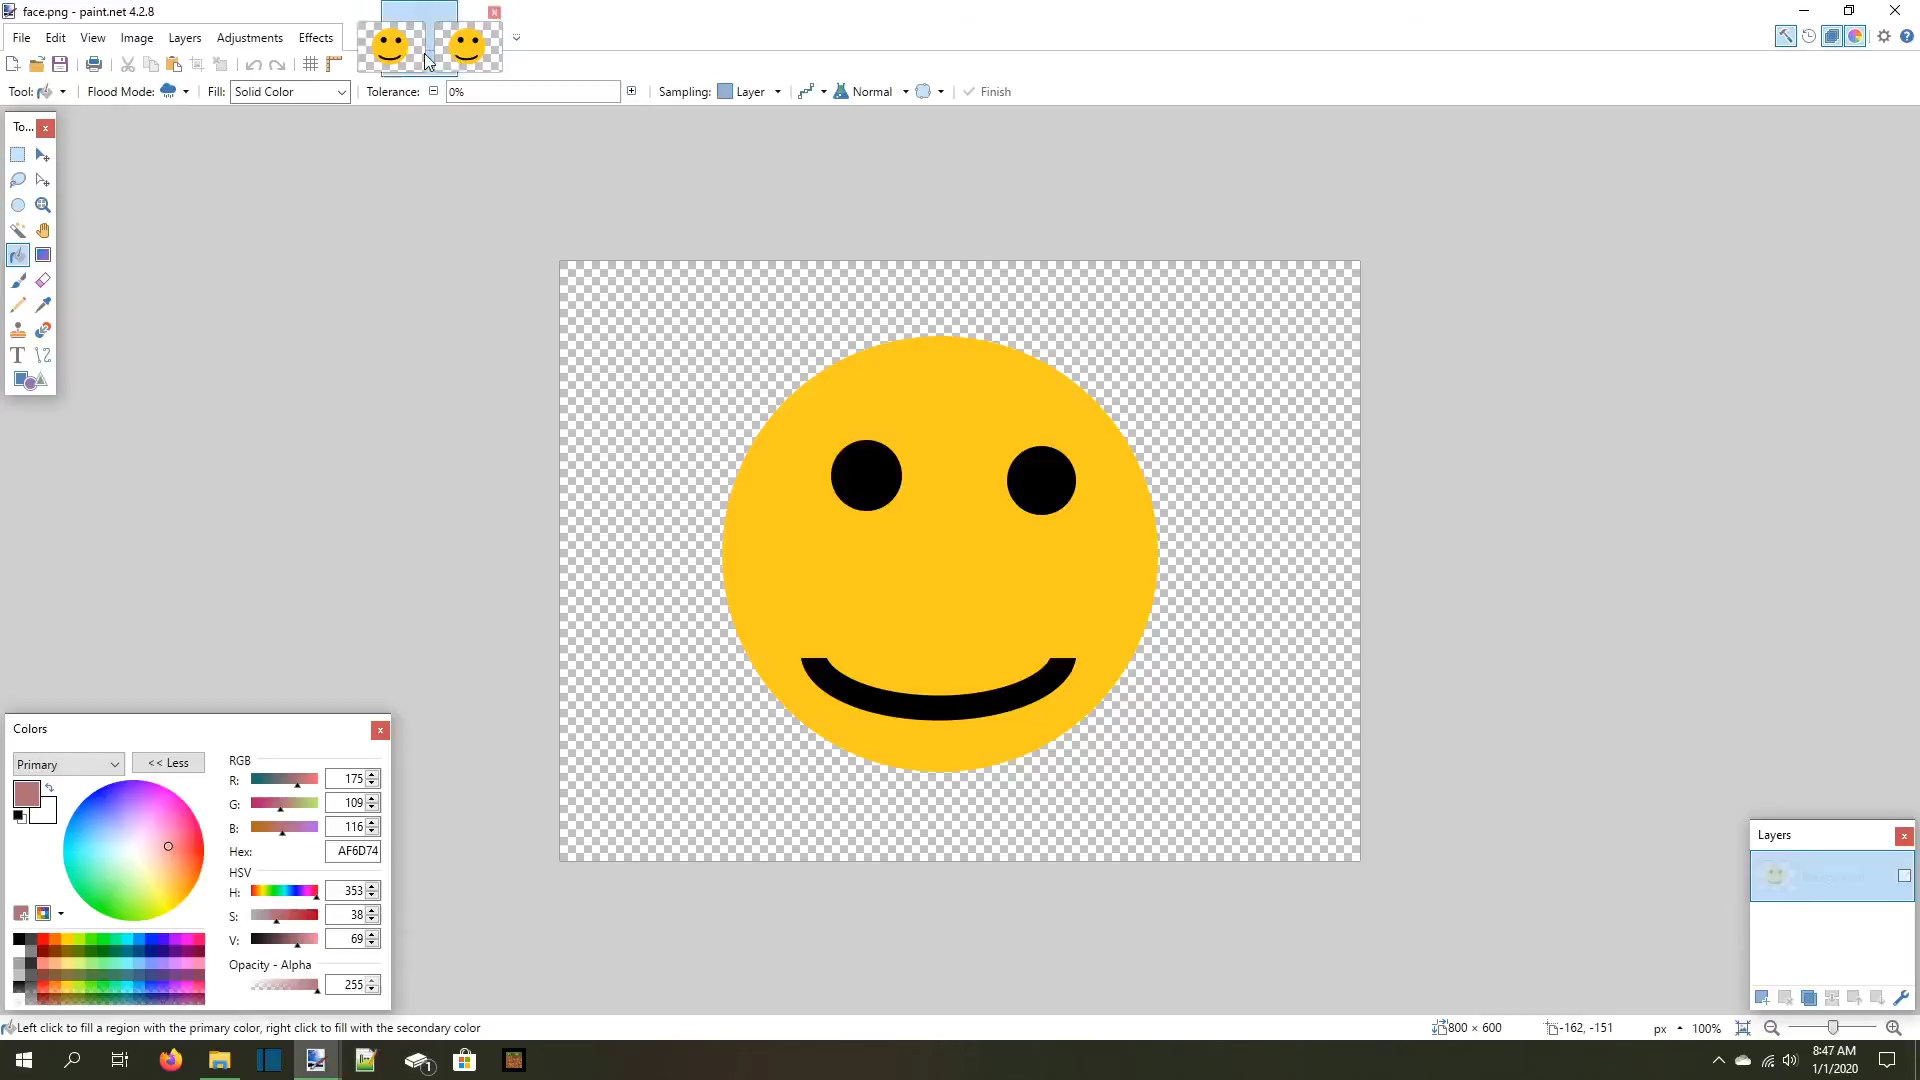 face.png - paint.net 4.2.8
File Edit View Image Layers Adjustments Effects
Tool: Flood Mode: Fill: Solid Color Tolerance: 0% Sampling: Layer Normal Finish
To...
Colors
Primary << Less
RGB
R: 175
G: 109
B: 116
Hex: AF6D74
HSV
H: 353
S: 38
V: 69
Opacity - Alpha
255
Layers
Left click to fill a region with the primary color, right click to fill with the secondary color
800 × 600 -162, -151 px 100%
1
8:47 AM
1/1/2020